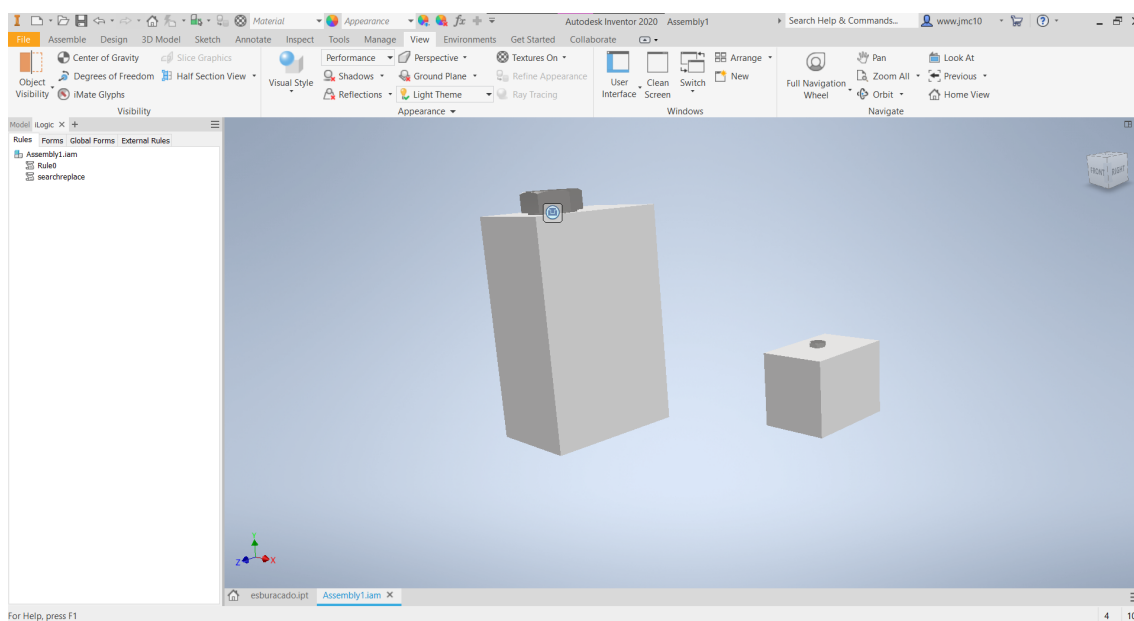 Material Appearance Autodesk Inventor 2020 Assembly1 Search Help & Commands... www.jmc10
File Assemble Design 3D Model Sketch Annotate Inspect Tools Manage View Environments Get Started Collaborate
Center of Gravity Slice Graphics Performance Perspective Textures On Arrange Pan Look At
Degrees of Freedom Half Section View Shadows Ground Plane Refine Appearance New Zoom All Previous
iMate Glyphs Reflections Light Theme Ray Tracing Orbit Home View
Object Visibility Visual Style User Interface Clean Screen Switch Full Navigation Wheel
Visibility Appearance Windows Navigate
Model iLogic × +
Rules Forms Global Forms External Rules
Assembly1.iam
Rule0
searchreplace
FRONT RIGHT
Y
Z X
esburacado.ipt Assembly1.iam ×
For Help, press F1 4 10